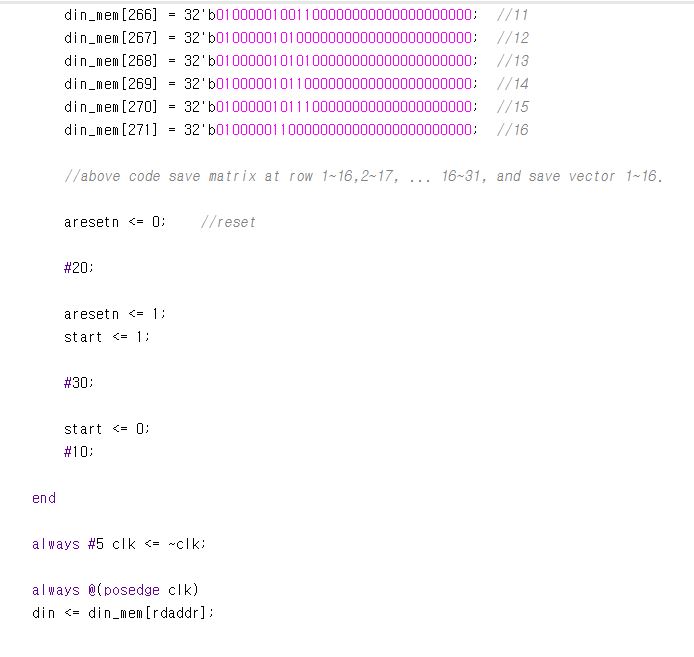 din_mem[266] = 32'b01000001001100000000000000000000; //11
din_mem[267] = 32'b01000001010000000000000000000000; //12
din_mem[268] = 32'b01000001010100000000000000000000; //13
din_mem[269] = 32'b01000001011000000000000000000000; //14
din_mem[270] = 32'b01000001011100000000000000000000; //15
din_mem[271] = 32'b01000001100000000000000000000000; //16
//above code save matrix at row 1~16,2~17, ... 16~31, and save vector 1~16.
aresetn <= 0; //reset
#20;
aresetn <= 1;
start <= 1;
#30;
start <= 0;
#10;
end
always #5 clk <= ~clk;
always @(posedge clk)
din <= din_mem[rdaddr];